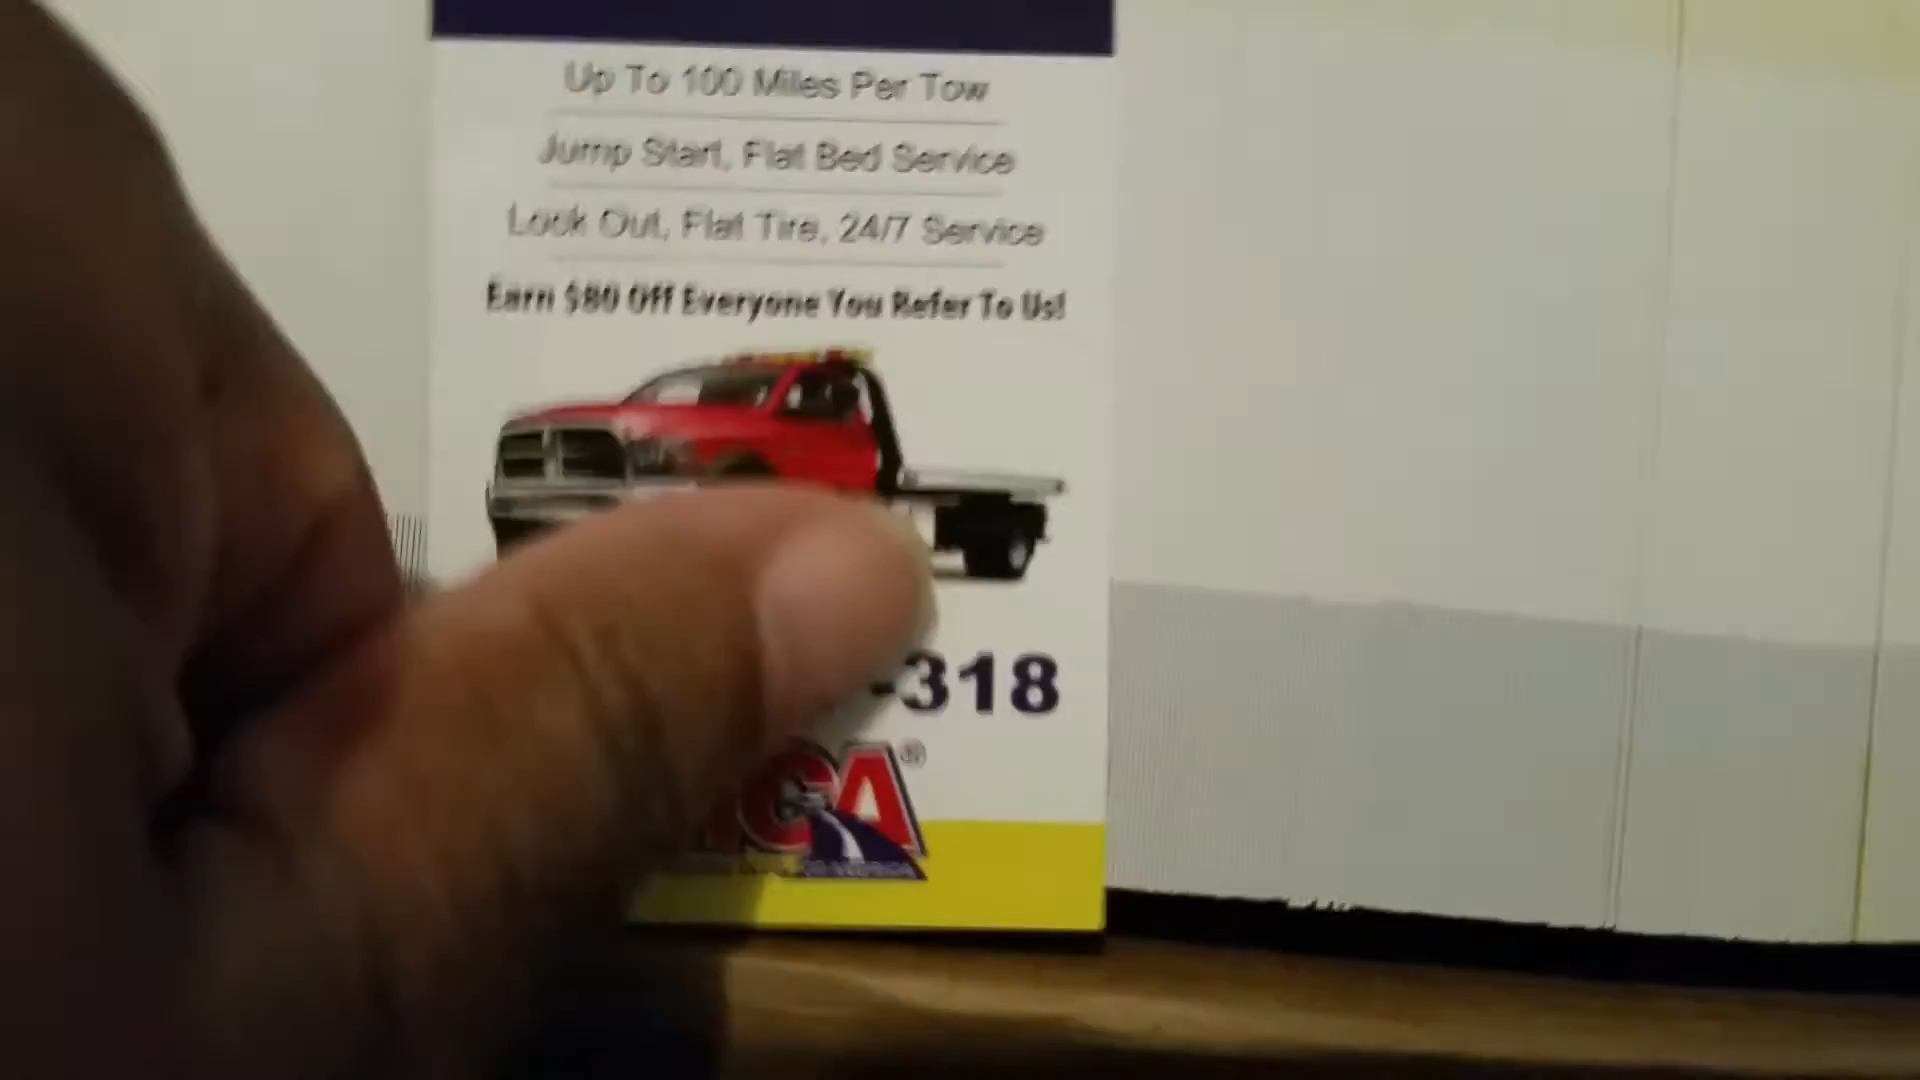 Up To 100 Miles Per Tow
Jump Start, Flat Bed Service
Lock Out, Flat Tire, 24/7 Service
Earn $80 Off Everyone You Refer To Us!
-318
CA®